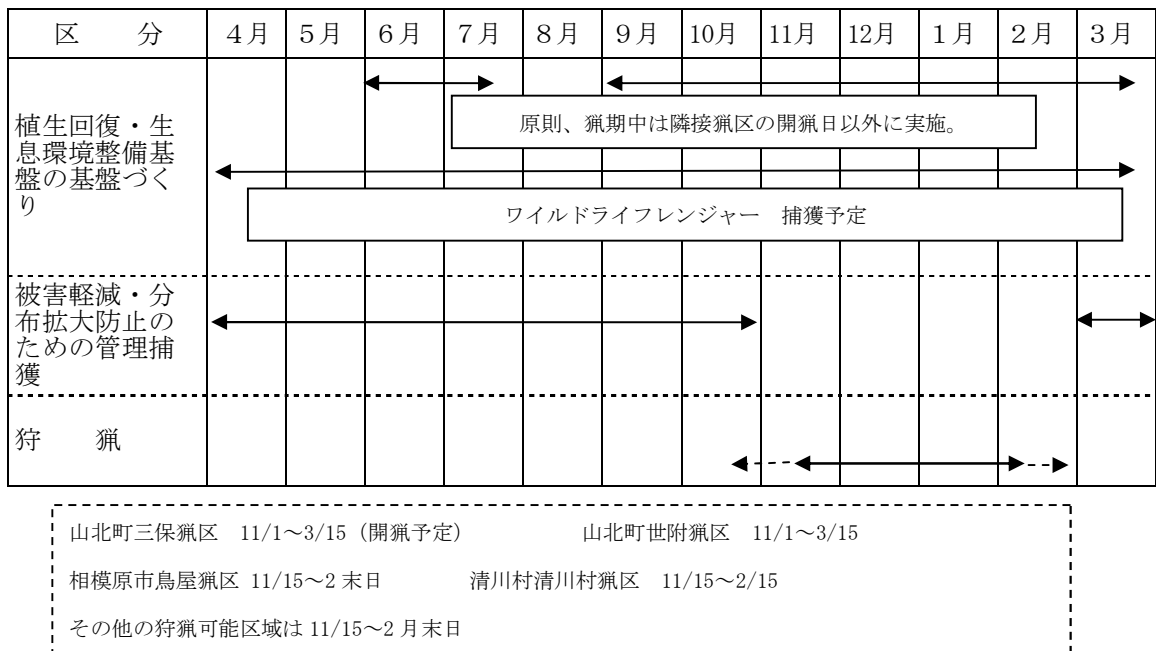 区　　分 ４月 ５月 ６月 ７月 ８月 ９月 10月 11月 12月 １月 ２月 ３月
植生回復・生
息環境整備基
盤の基盤づく
り
原則、猟期中は隣接猟区の開猟日以外に実施。
ワイルドライフレンジャー　捕獲予定
被害軽減・分
布拡大防止の
ための管理捕
獲
狩　　猟
山北町三保猟区　11/1～3/15（開猟予定）　　　　山北町世附猟区　11/1～3/15
相模原市鳥屋猟区 11/15～2 末日　　　　清川村清川村猟区　11/15～2/15
その他の狩猟可能区域は 11/15～2 月末日